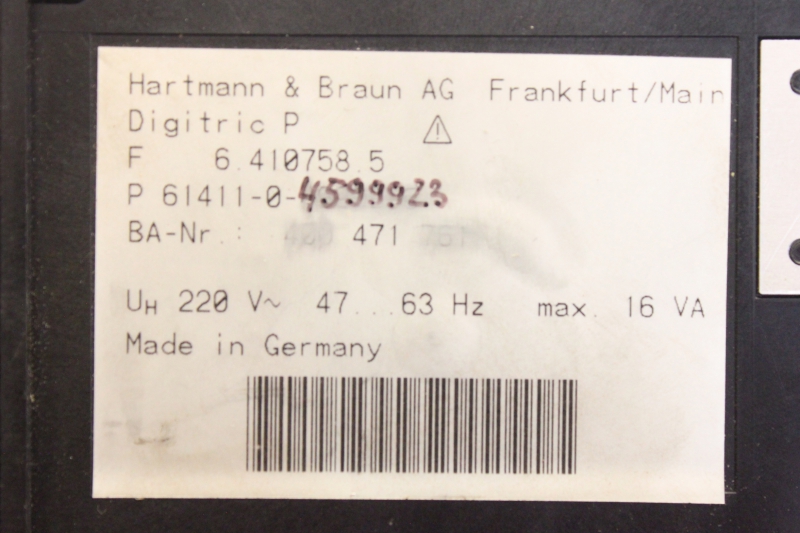 Hartmann & Braun AG Frankfurt/Main
Digitric P
F 6.410758.5
P 61411-0-4599923
BA-Nr.: 471
UH 220 V~ 47...63 Hz max. 16 VA
Made in Germany